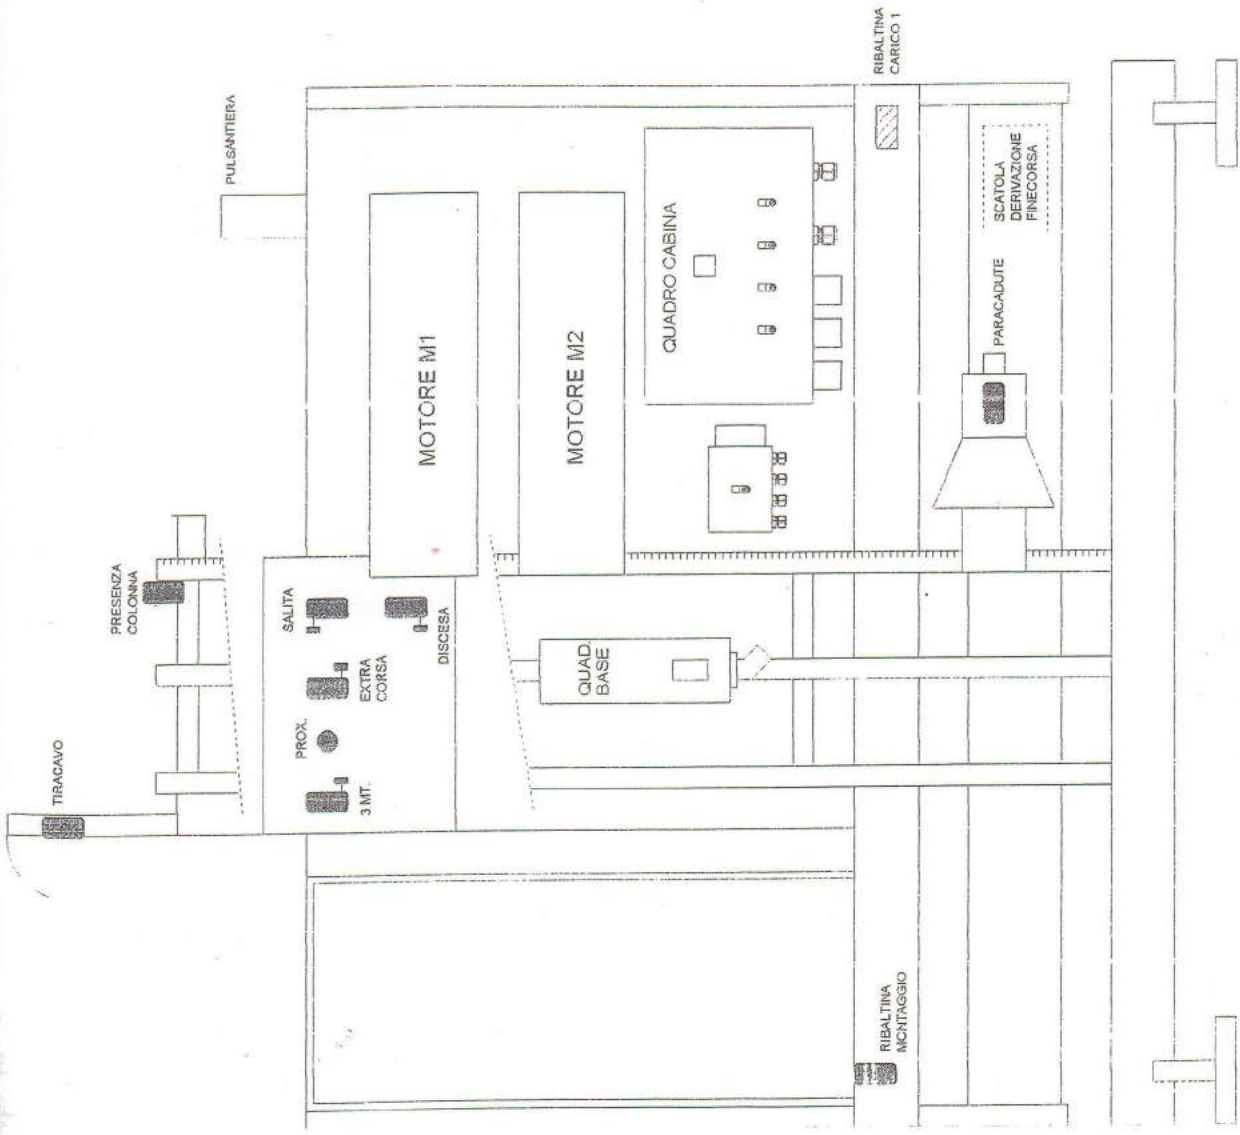 TIRACAVO
PRESENZA
COLONNA
PULSANTIERA
3 MT.
PROX.
EXTRA
CORSA
SALITA
DISCESA
MOTORE M1
MOTORE M2
QUAD.
BASE
QUADRO CABINA
RIBALTINA
MONTAGGIO
RIBALTINA
CARICO 1
PARACADUTE
SCATOLA
DERIVAZIONE
FINECORSA